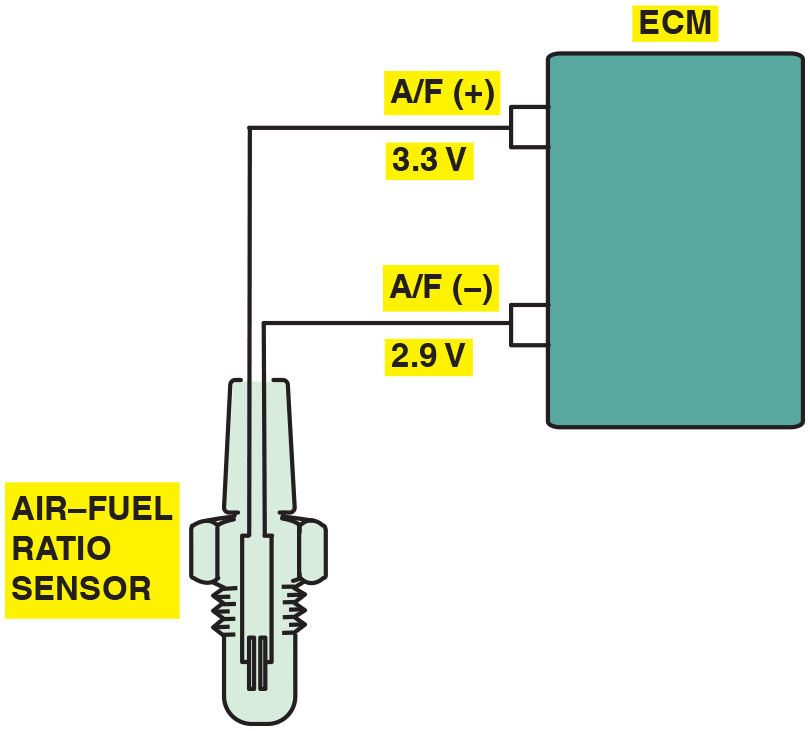 ECM
A/F (+)
3.3 V
A/F (–)
2.9 V
AIR–FUEL
RATIO
SENSOR